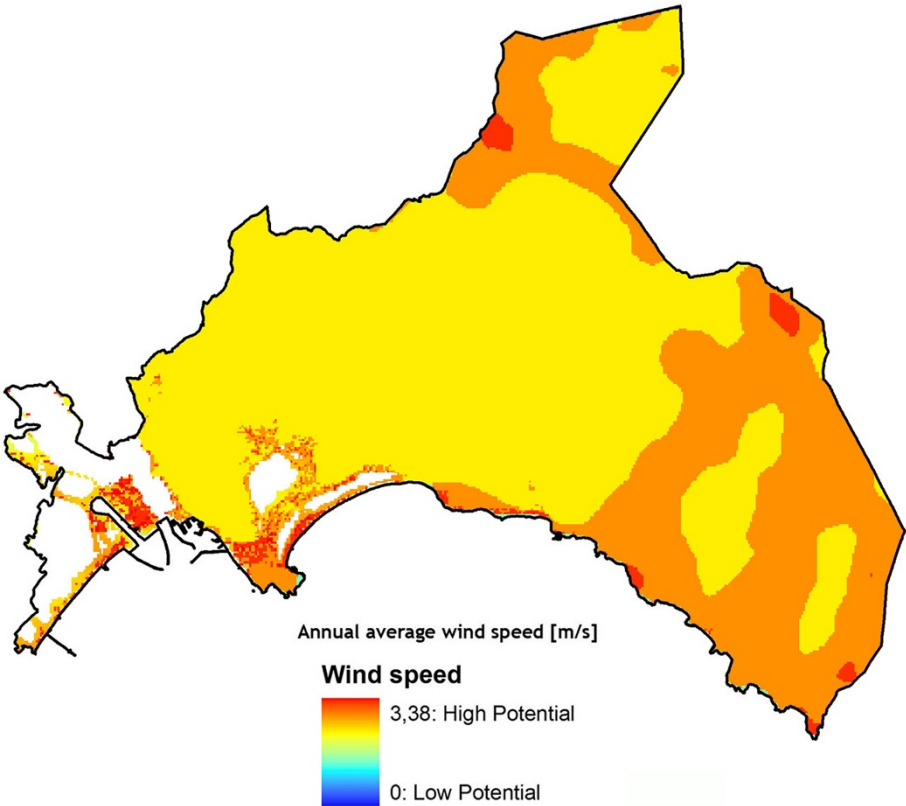 Annual average wind speed [m/s]
Wind speed
3,38: High Potential
0: Low Potential